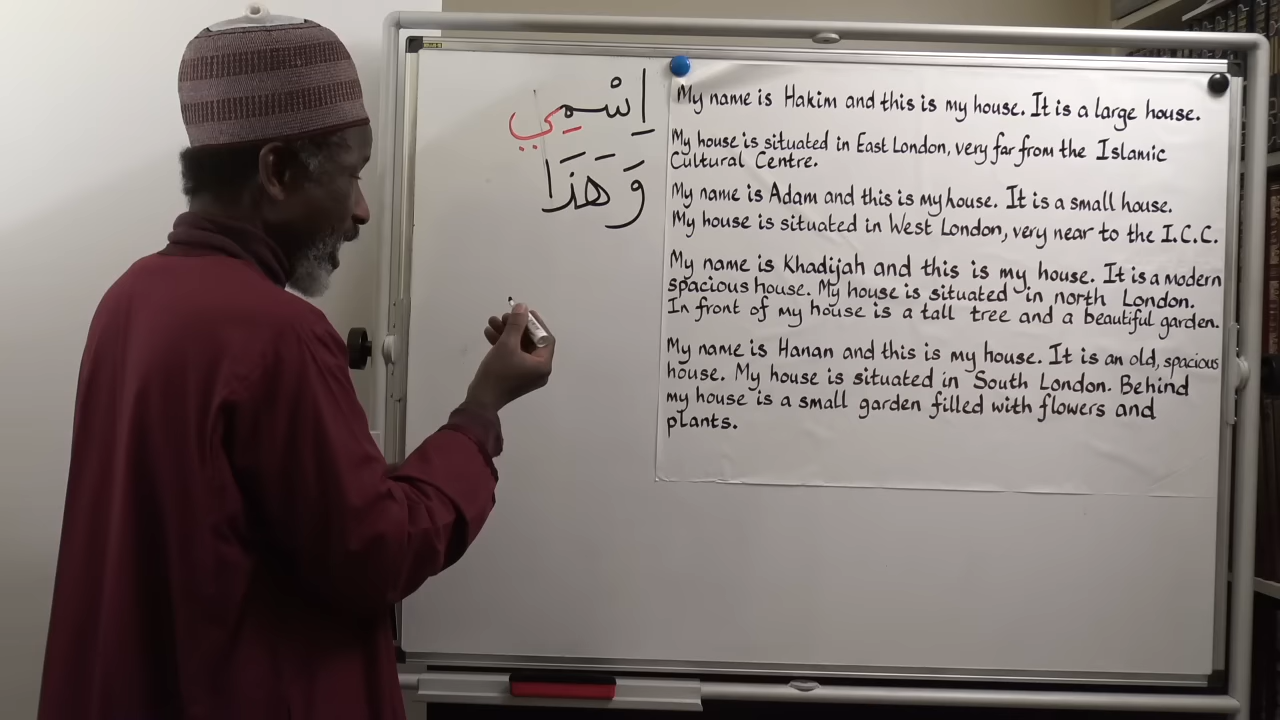 اِسْمِي
وَهَذَا
My name is Hakim and this is my house. It is a large house.
My house is situated in East London, very far from the Islamic
Cultural Centre.
My name is Adam and this is my house. It is a small house.
My house is situated in West London, very near to the I.C.C.
My name is Khadijah and this is my house. It is a modern
spacious house. My house is situated in north London.
In front of my house is a tall tree and a beautiful garden.
My name is Hanan and this is my house. It is an old, spacious
house. My house is situated in South London. Behind
my house is a small garden filled with flowers and
plants.